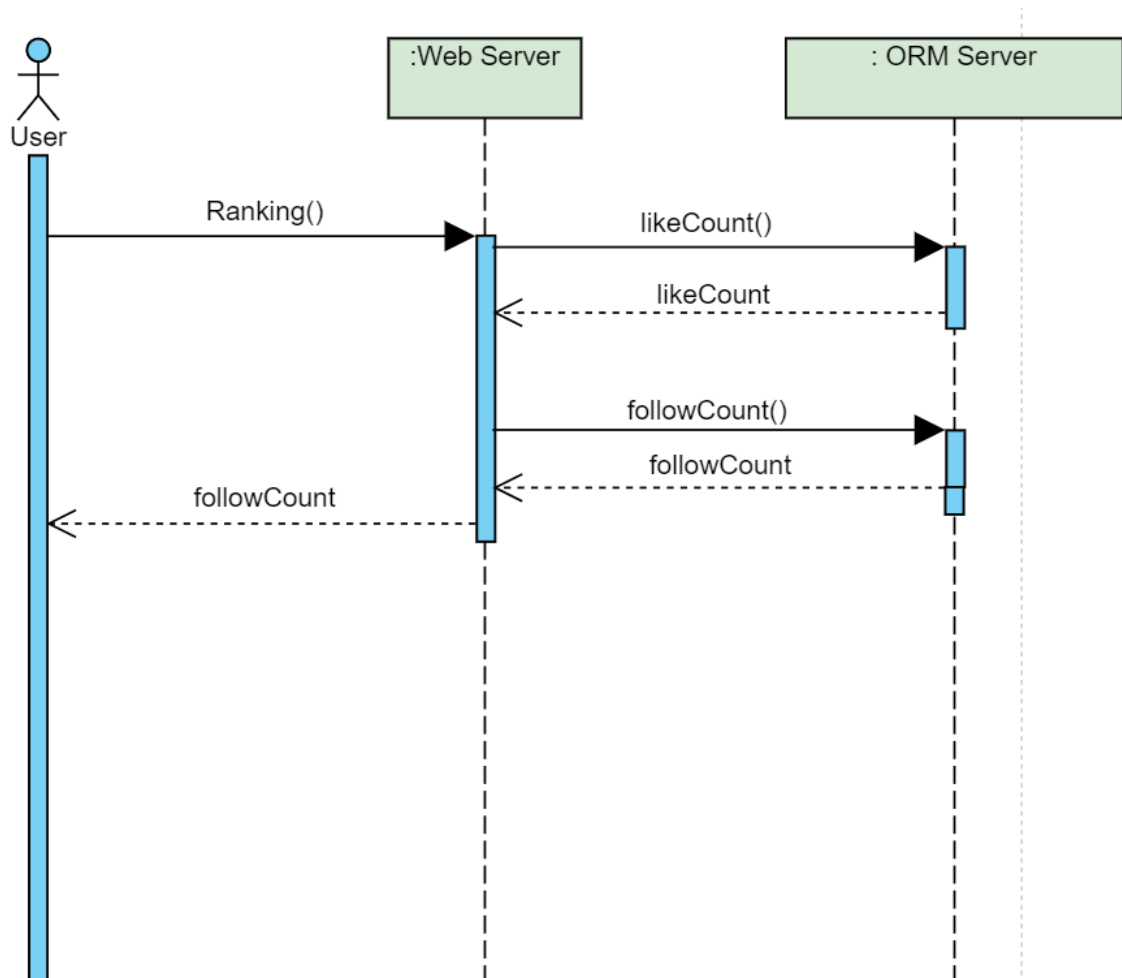 :Web Server
: ORM Server
User
Ranking()
likeCount()
likeCount
followCount()
followCount
followCount